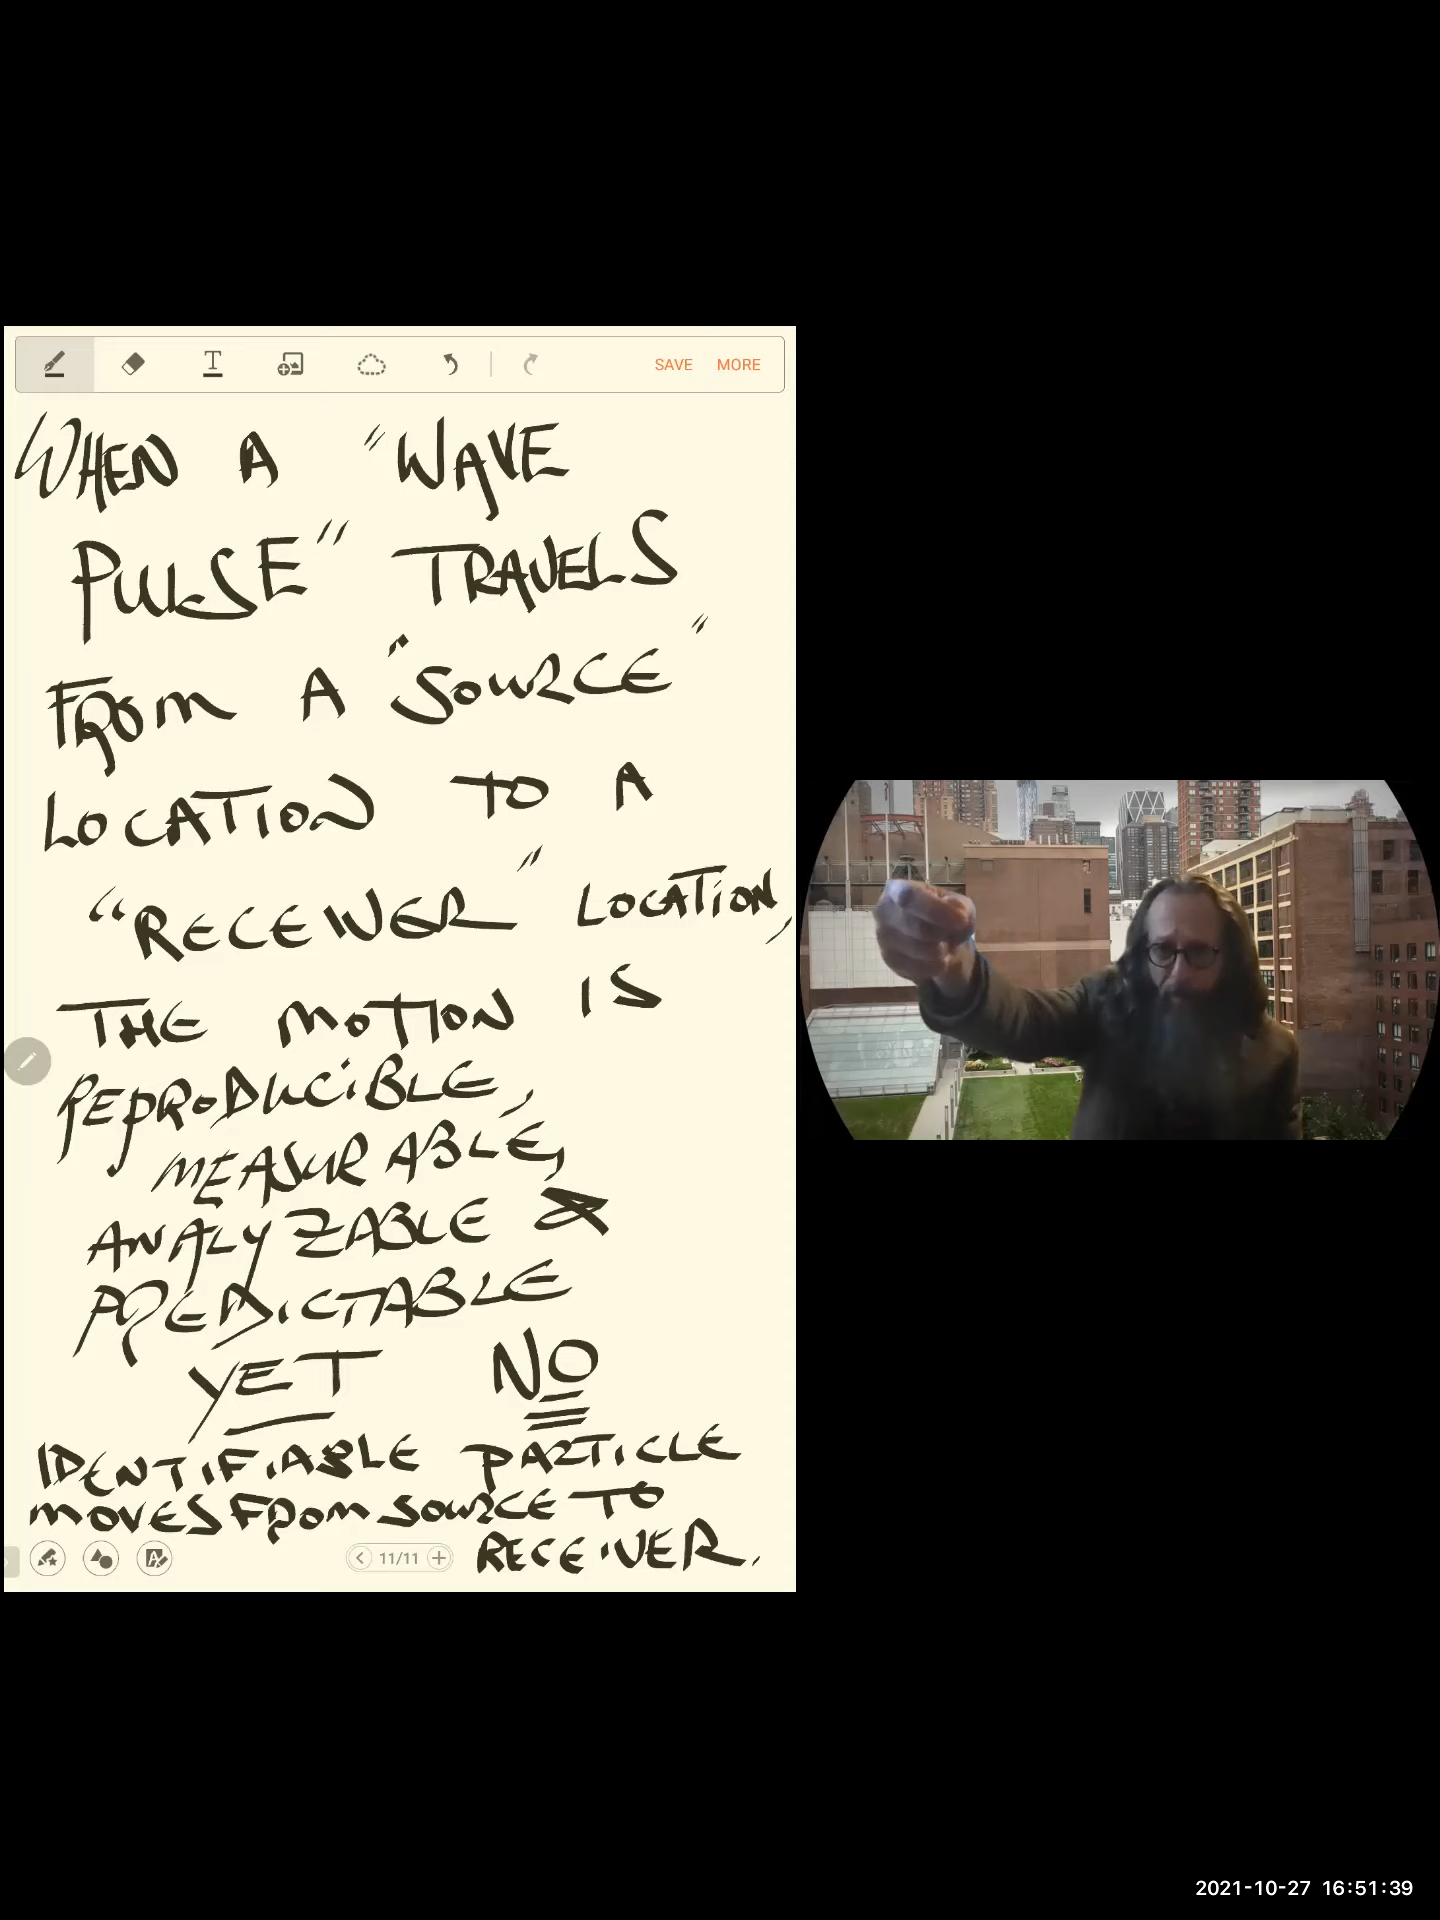 T
SAVE MORE
WHEN A "WAVE
PULSE" TRAVELS
FROM A "SOURCE"
LOCATION TO A
"RECEIVER" LOCATION,
THE MOTION IS
REPRODUCIBLE,
MEASURABLE,
ANALYZABLE &
PREDICTABLE
YET NO
IDENTIFIABLE PARTICLE
MOVES FROM SOURCE TO
RECEIVER.
A
11/11
2021-10-27 16:51:39